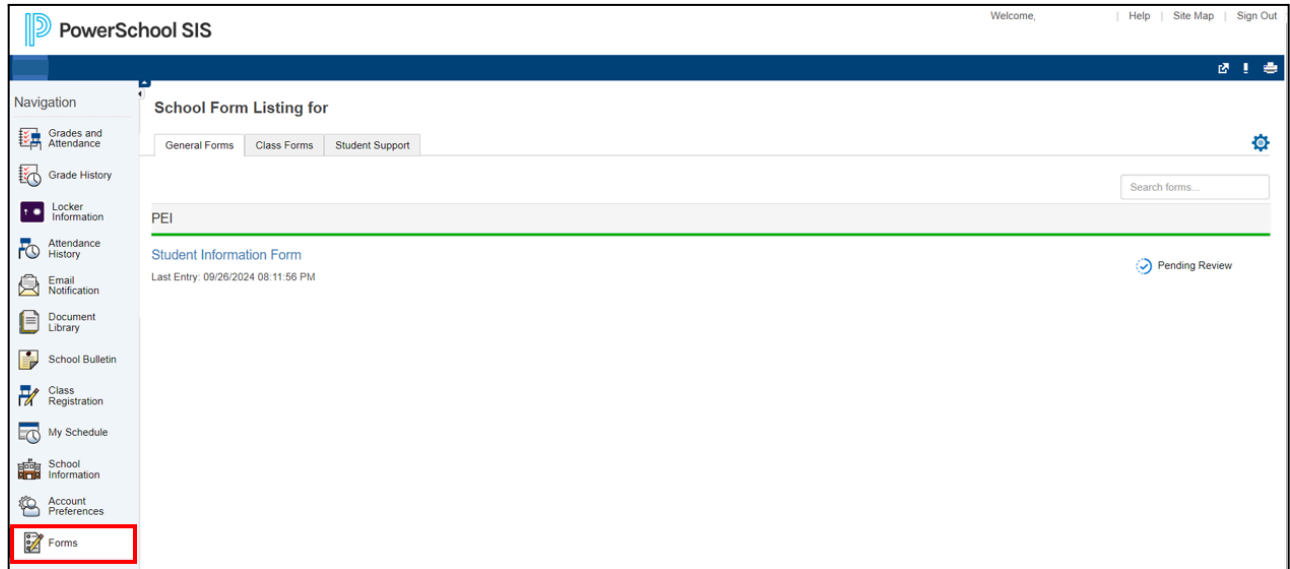 PowerSchool SIS
Welcome, | Help | Site Map | Sign Out
Navigation
Grades and
Attendance
Grade History
Locker
Information
Attendance
History
Email
Notification
Document
Library
School Bulletin
Class
Registration
My Schedule
School
Information
Account
Preferences
Forms
School Form Listing for
General Forms
Class Forms
Student Support
Search forms...
PEI
Student Information Form
Last Entry: 09/26/2024 08:11:56 PM
Pending Review